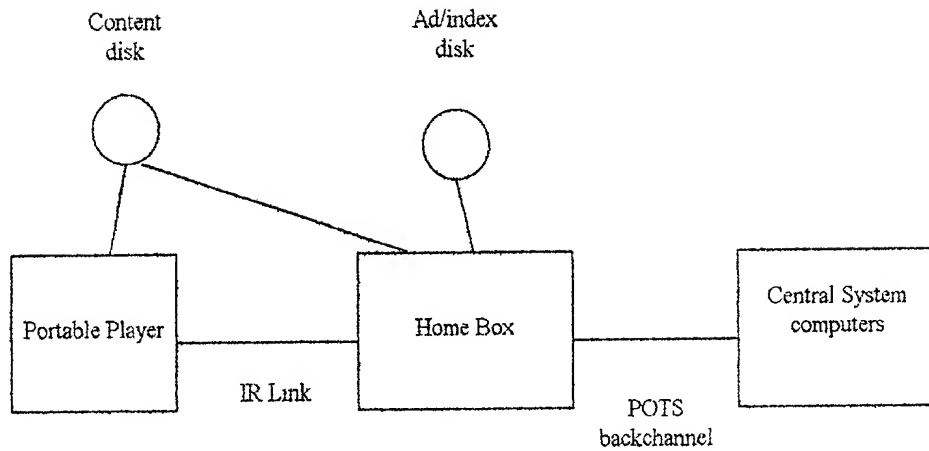 Content
disk
Ad/index
disk
Portable Player
Home Box
Central System
computers
IR Link
POTS
backchannel